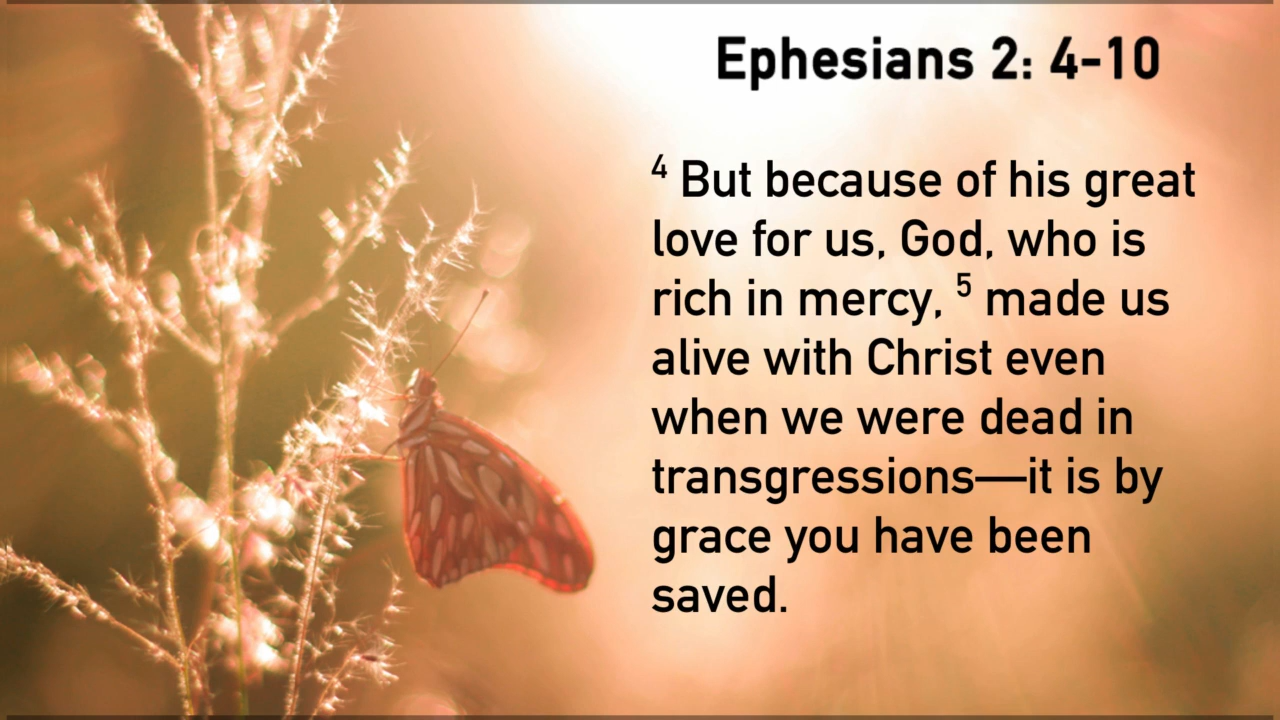 Ephesians 2: 4-10
⁴ But because of his great
love for us, God, who is
rich in mercy, ⁵ made us
alive with Christ even
when we were dead in
transgressions—it is by
grace you have been
saved.